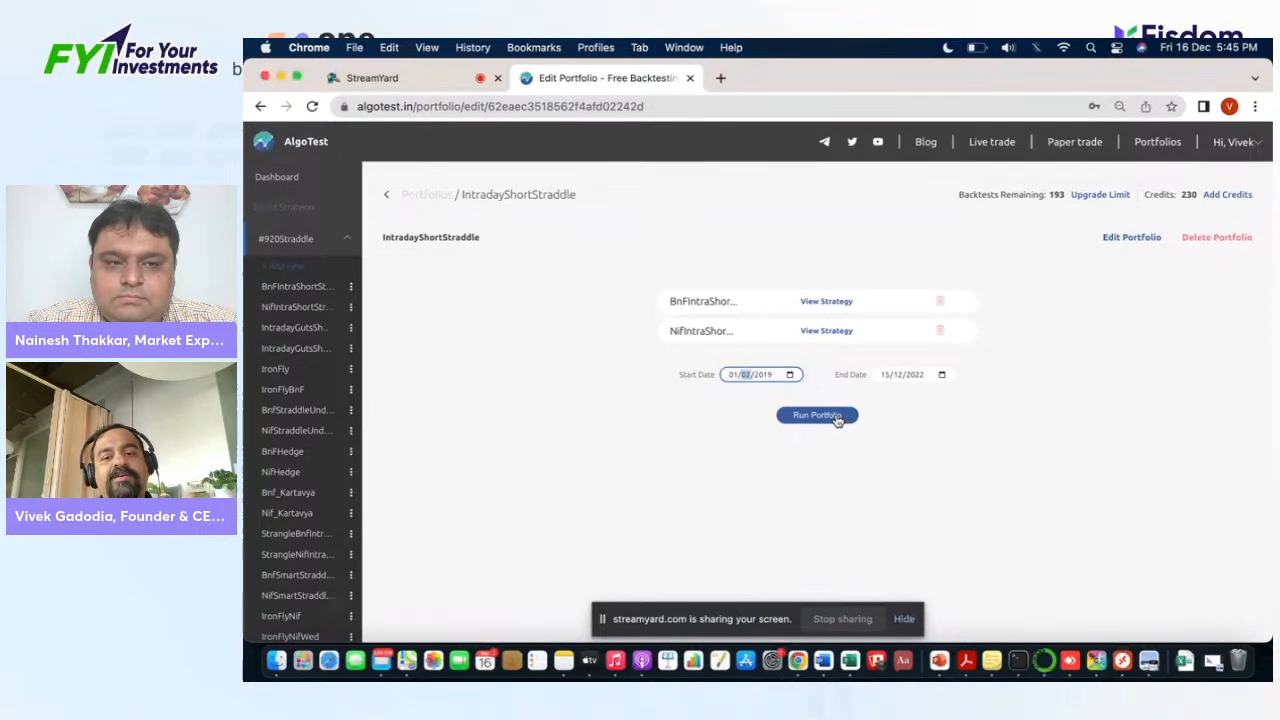 FYI For Your Investments
b
Fisdom
Chrome File Edit View History Bookmarks Profiles Tab Window Help
Fri 16 Dec 5:45 PM
StreamYard
Edit Portfolio - Free Backtestin
algotest.in/portfolio/edit/62eaec3518562f4afd02242d
V
AlgoTest
Blog
Live trade
Paper trade
Portfolios
Hi, Vivek
Dashboard
#920Straddle
+ Add new
BnFIntraShortSt...
NifIntraShortStr...
IntradayGutsSh...
IntradayGutsSh...
IronFly
IronFlyBnF
BnfStraddleUnd...
NifStraddleUnd...
BnFHedge
NifHedge
Bnf_Kartavya
Nif_Kartavya
StrangleBnfIntr...
StrangleNifIntra...
BnfSmartStradd...
NifSmartStraddl...
IronFlyNif
IronFlyNifWed
Portfolios / IntradayShortStraddle
Backtests Remaining: 193 Upgrade Limit Credits: 230 Add Credits
IntradayShortStraddle
Edit Portfolio Delete Portfolio
BnFIntraShor... View Strategy
NifIntraShor... View Strategy
Start Date 01/02/2019 End Date 15/12/2022
Run Portfolio
streamyard.com is sharing your screen. Stop sharing Hide
Nainesh Thakkar, Market Exp...
Vivek Gadodia, Founder & CE...